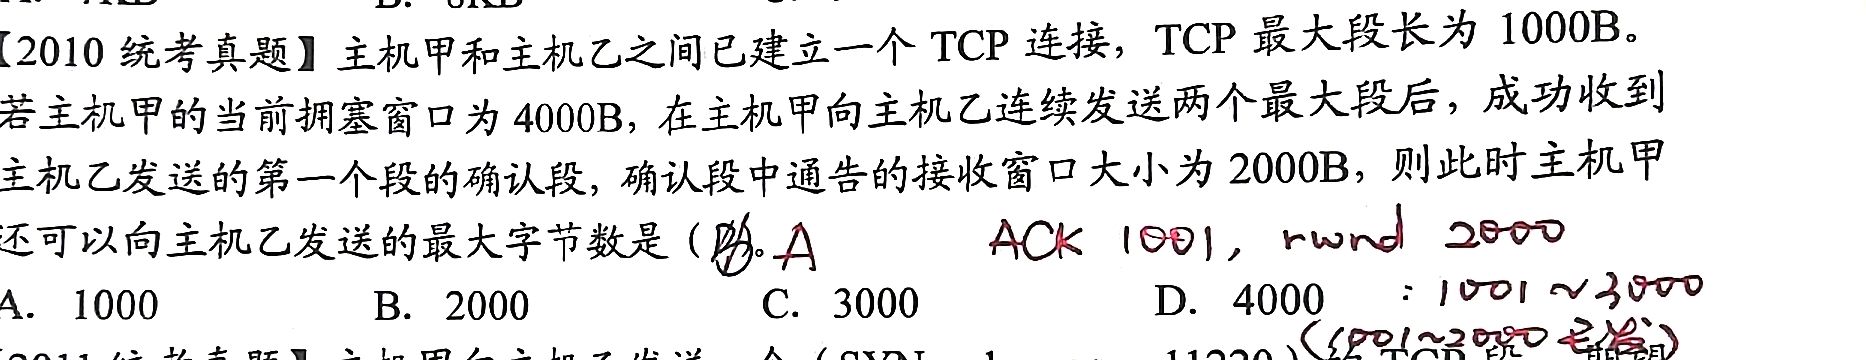 【2010 统考真题】主机甲和主机乙之间已建立一个 TCP 连接，TCP 最大段长为 1000B。
若主机甲的当前拥塞窗口为 4000B，在主机甲向主机乙连续发送两个最大段后，成功收到
主机乙发送的第一个段的确认段，确认段中通告的接收窗口大小为 2000B，则此时主机甲
还可以向主机乙发送的最大字节数是（ ）。A ACK 1001, rwnd 2000
A. 1000 B. 2000 C. 3000 D. 4000 : 1001~3000
(1001~2000 已发)